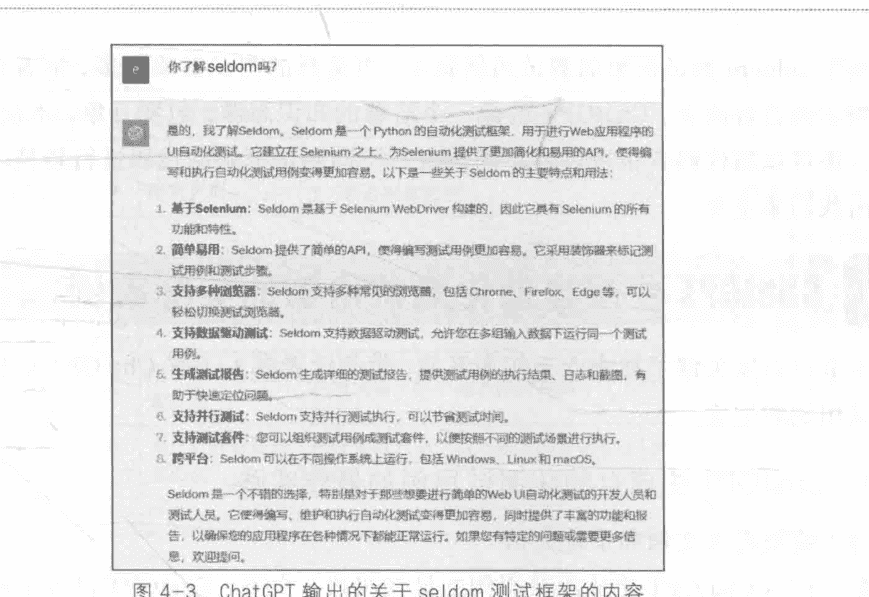 你了解seldom吗?
是的，我了解Seldom。Seldom 是一个 Python 的自动化测试框架，用于进行Web应用程序的
UI自动化测试。它建立在 Selenium 之上，为Selenium 提供了更加简化和易用的API，使得编
写和执行自动化测试用例变得更加容易。以下是一些关于 Seldom 的主要特点和用法：
1. 基于Selenium：Seldom 是基于 Selenium WebDriver 构建的，因此它具有 Selenium 的所有
功能和特性。
2. 简单易用：Seldom 提供了简单的API，使得编写测试用例更加容易。它采用装饰器来标记测
试用例和测试步骤。
3. 支持多种浏览器：Seldom 支持多种常见的浏览器，包括 Chrome、Firefox、Edge 等，可以
轻松切换测试浏览器。
4. 支持数据驱动测试：Seldom 支持数据驱动测试，允许您在多组输入数据下运行同一个测试
用例。
5. 生成测试报告：Seldom 生成详细的测试报告，提供测试用例的执行结果、日志和截图，有
助于快速定位问题。
6. 支持并行测试：Seldom 支持并行测试执行，可以节省测试时间。
7. 支持测试套件：您可以组织测试用例成测试套件，以便按照不同的测试场景进行执行。
8. 跨平台：Seldom 可以在不同操作系统上运行，包括 Windows、Linux 和 macOS。
Seldom 是一个不错的选择，特别是对于那些想要进行简单的Web UI自动化测试的开发人员和
测试人员。它使得编写、维护和执行自动化测试变得更加容易，同时提供了丰富的功能和报
告，以确保您的应用程序在各种情况下都能正常运行。如果您有特定的问题或需要更多信
息，欢迎提问。
图 4-3 ChatGPT 输出的关于 seldom 测试框架的内容